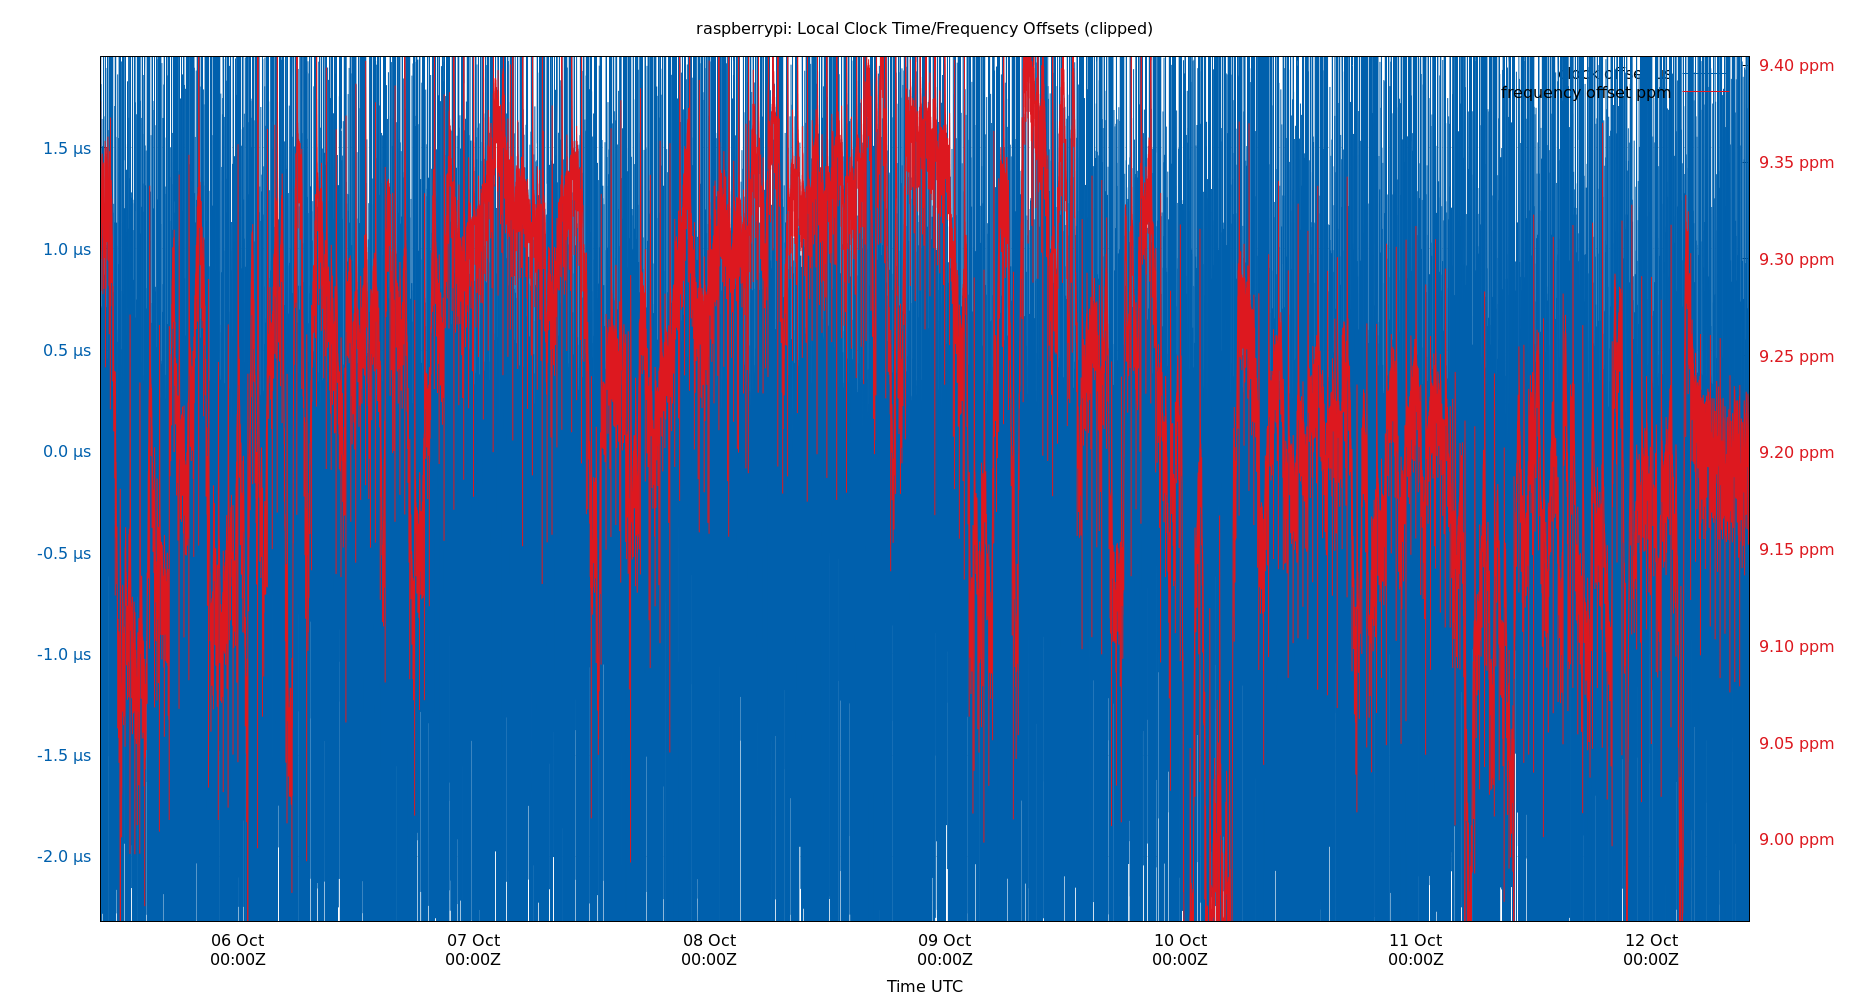 raspberrypi: Local Clock Time/Frequency Offsets (clipped)
clock offset µs
frequency offset ppm
1.5 µs
1.0 µs
0.5 µs
0.0 µs
-0.5 µs
-1.0 µs
-1.5 µs
-2.0 µs
9.40 ppm
9.35 ppm
9.30 ppm
9.25 ppm
9.20 ppm
9.15 ppm
9.10 ppm
9.05 ppm
9.00 ppm
06 Oct
00:00Z
07 Oct
00:00Z
08 Oct
00:00Z
09 Oct
00:00Z
10 Oct
00:00Z
11 Oct
00:00Z
12 Oct
00:00Z
Time UTC